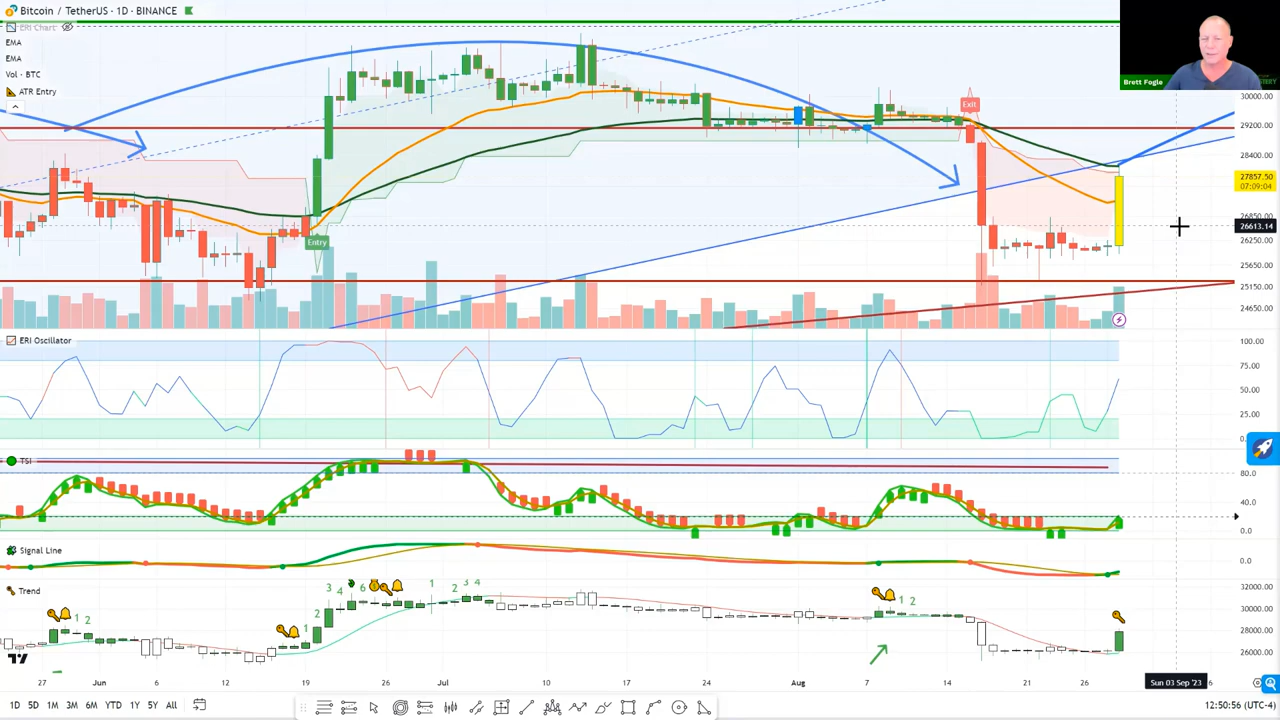 Bitcoin / TetherUS · 1D · BINANCE
ERI Chart
EMA
EMA
Vol · BTC
ATR Entry
Entry
Exit
Brett Fogle
30000.00
29200.00
28400.00
27857.50
07:09:04
26850.00
26613.14
26250.00
25650.00
25150.00
24650.00
ERI Oscillator
100.00
75.00
50.00
25.00
TSI
80.0
40.0
0.0
Signal Line
0.0
Trend
1 2
1 2 3 4 6
1 2 3 4
1 2
32000.00
30000.00
28000.00
26000.00
27 Jun 6 12 19 26 Jul 10 17 24 Aug 7 14 21 26 Sun 03 Sep '23 6
1D 5D 1M 3M 6M YTD 1Y 5Y All
12:50:56 (UTC-4)